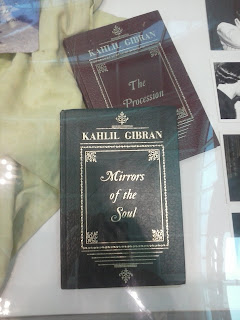 KAHLIL GIBRAN
The
Procession
KAHLIL GIBRAN
Mirrors
of the
Soul